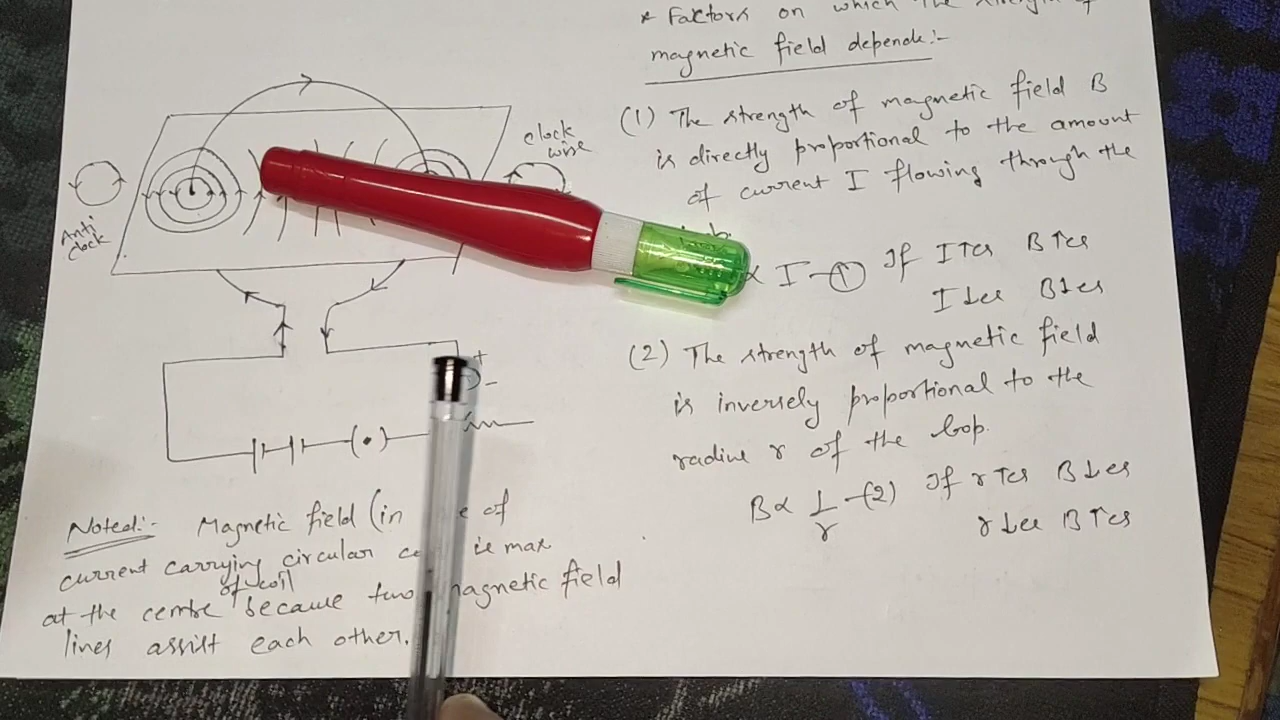 * Factors on which the strength of
magnetic field depends:-
(1) The strength of magnetic field B
is directly proportional to the amount
of current I flowing through the
∝ I -① If I↑es B↑es
I↓es B↓es
(2) The strength of magnetic field
is inversely proportional to the
radius r of the loop.
B∝ 1/r -(2) If r↑es B↓es
r↓es B↑es
clock
wise
Anti
clock
+
-
Noted:- Magnetic field (in of
current carrying circular is max
at the centre of coil because two magnetic field
lines assist each other.